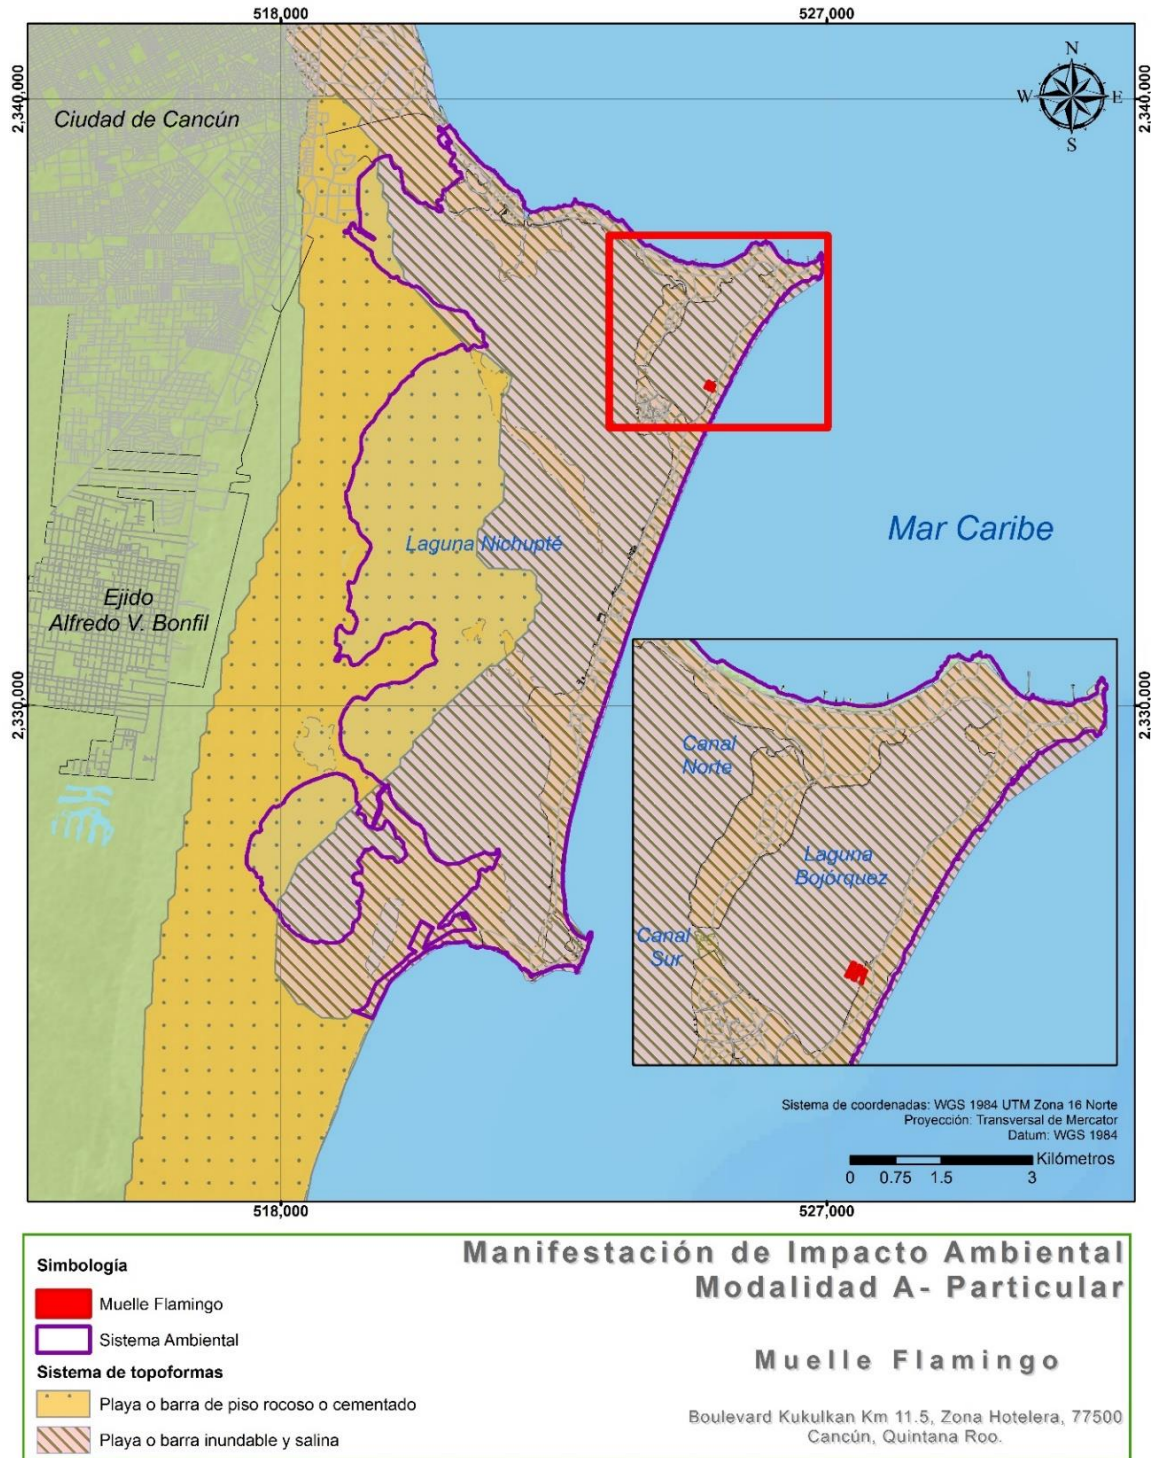 518,000
527,000
2,340,000
2,340,000
N
W
E
S
Ciudad de Cancún
Mar Caribe
Laguna Nichupté
Ejido
Alfredo V. Bonfil
2,330,000
2,330,000
Canal
Norte
Laguna
Bojórquez
Canal
Sur
Sistema de coordenadas: WGS 1984 UTM Zona 16 Norte
Proyección: Transversal de Mercator
Datum: WGS 1984
Kilómetros
0 0.75 1.5 3
518,000
527,000
Simbología
Muelle Flamingo
Sistema Ambiental
Sistema de topoformas
Playa o barra de piso rocoso o cementado
Playa o barra inundable y salina
Manifestación de Impacto Ambiental
Modalidad A- Particular
Muelle Flamingo
Boulevard Kukulkan Km 11.5, Zona Hotelera, 77500
Cancún, Quintana Roo.